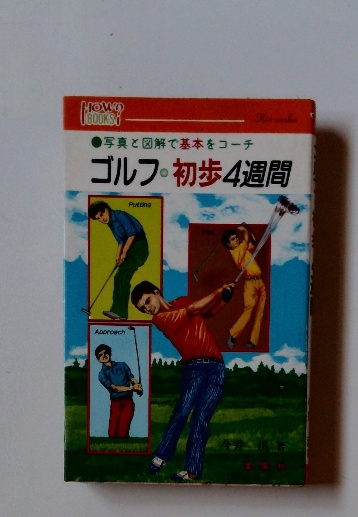 HOW TO
BOOKS
●写真と図解で基本をコーチ
ゴルフ・初歩4週間
Putting
Approach